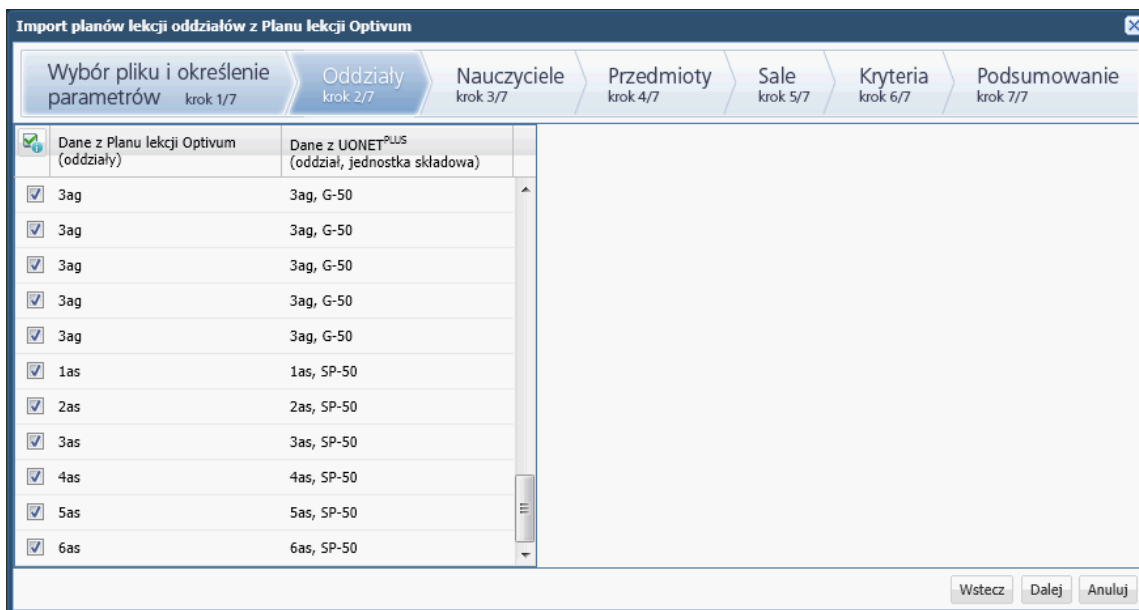 Import planów lekcji oddziałów z Planu lekcji Optivum
Wybór pliku i określenie
parametrów krok 1/7
Oddziały
krok 2/7
Nauczyciele
krok 3/7
Przedmioty
krok 4/7
Sale
krok 5/7
Kryteria
krok 6/7
Podsumowanie
krok 7/7
Dane z Planu lekcji Optivum
(oddziały)
Dane z UONETPLUS
(oddział, jednostka składowa)
3ag 3ag, G-50
3ag 3ag, G-50
3ag 3ag, G-50
3ag 3ag, G-50
3ag 3ag, G-50
1as 1as, SP-50
2as 2as, SP-50
3as 3as, SP-50
4as 4as, SP-50
5as 5as, SP-50
6as 6as, SP-50
Wstecz Dalej Anuluj